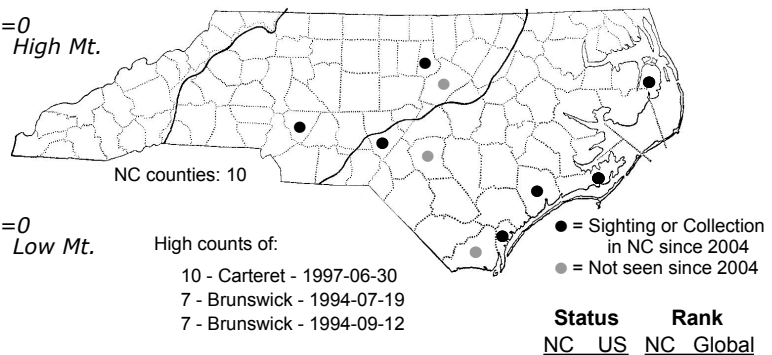 =0
High Mt.
NC counties: 10
=0
Low Mt.
High counts of:
10 - Carteret - 1997-06-30
7 - Brunswick - 1994-07-19
7 - Brunswick - 1994-09-12
= Sighting or Collection
in NC since 2004
= Not seen since 2004
Status Rank
NC US NC Global